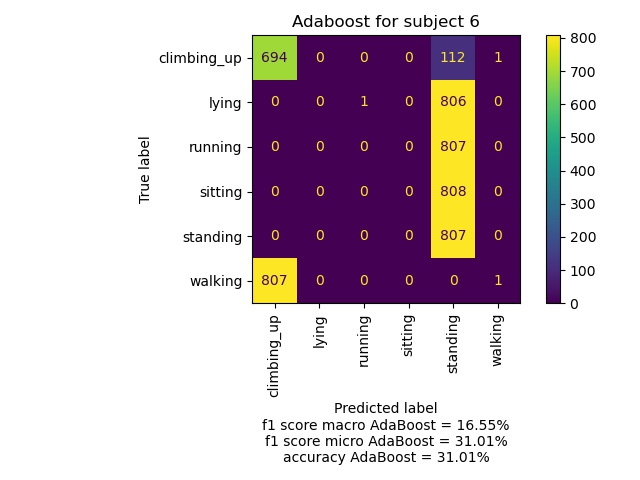 Adaboost for subject 6
True label
climbing_up 694 0 0 0 112 1
lying 0 0 1 0 806 0
running 0 0 0 0 807 0
sitting 0 0 0 0 808 0
standing 0 0 0 0 807 0
walking 807 0 0 0 0 1
climbing_up lying running sitting standing walking
800
700
600
500
400
300
200
100
0
Predicted label
f1 score macro AdaBoost = 16.55%
f1 score micro AdaBoost = 31.01%
accuracy AdaBoost = 31.01%